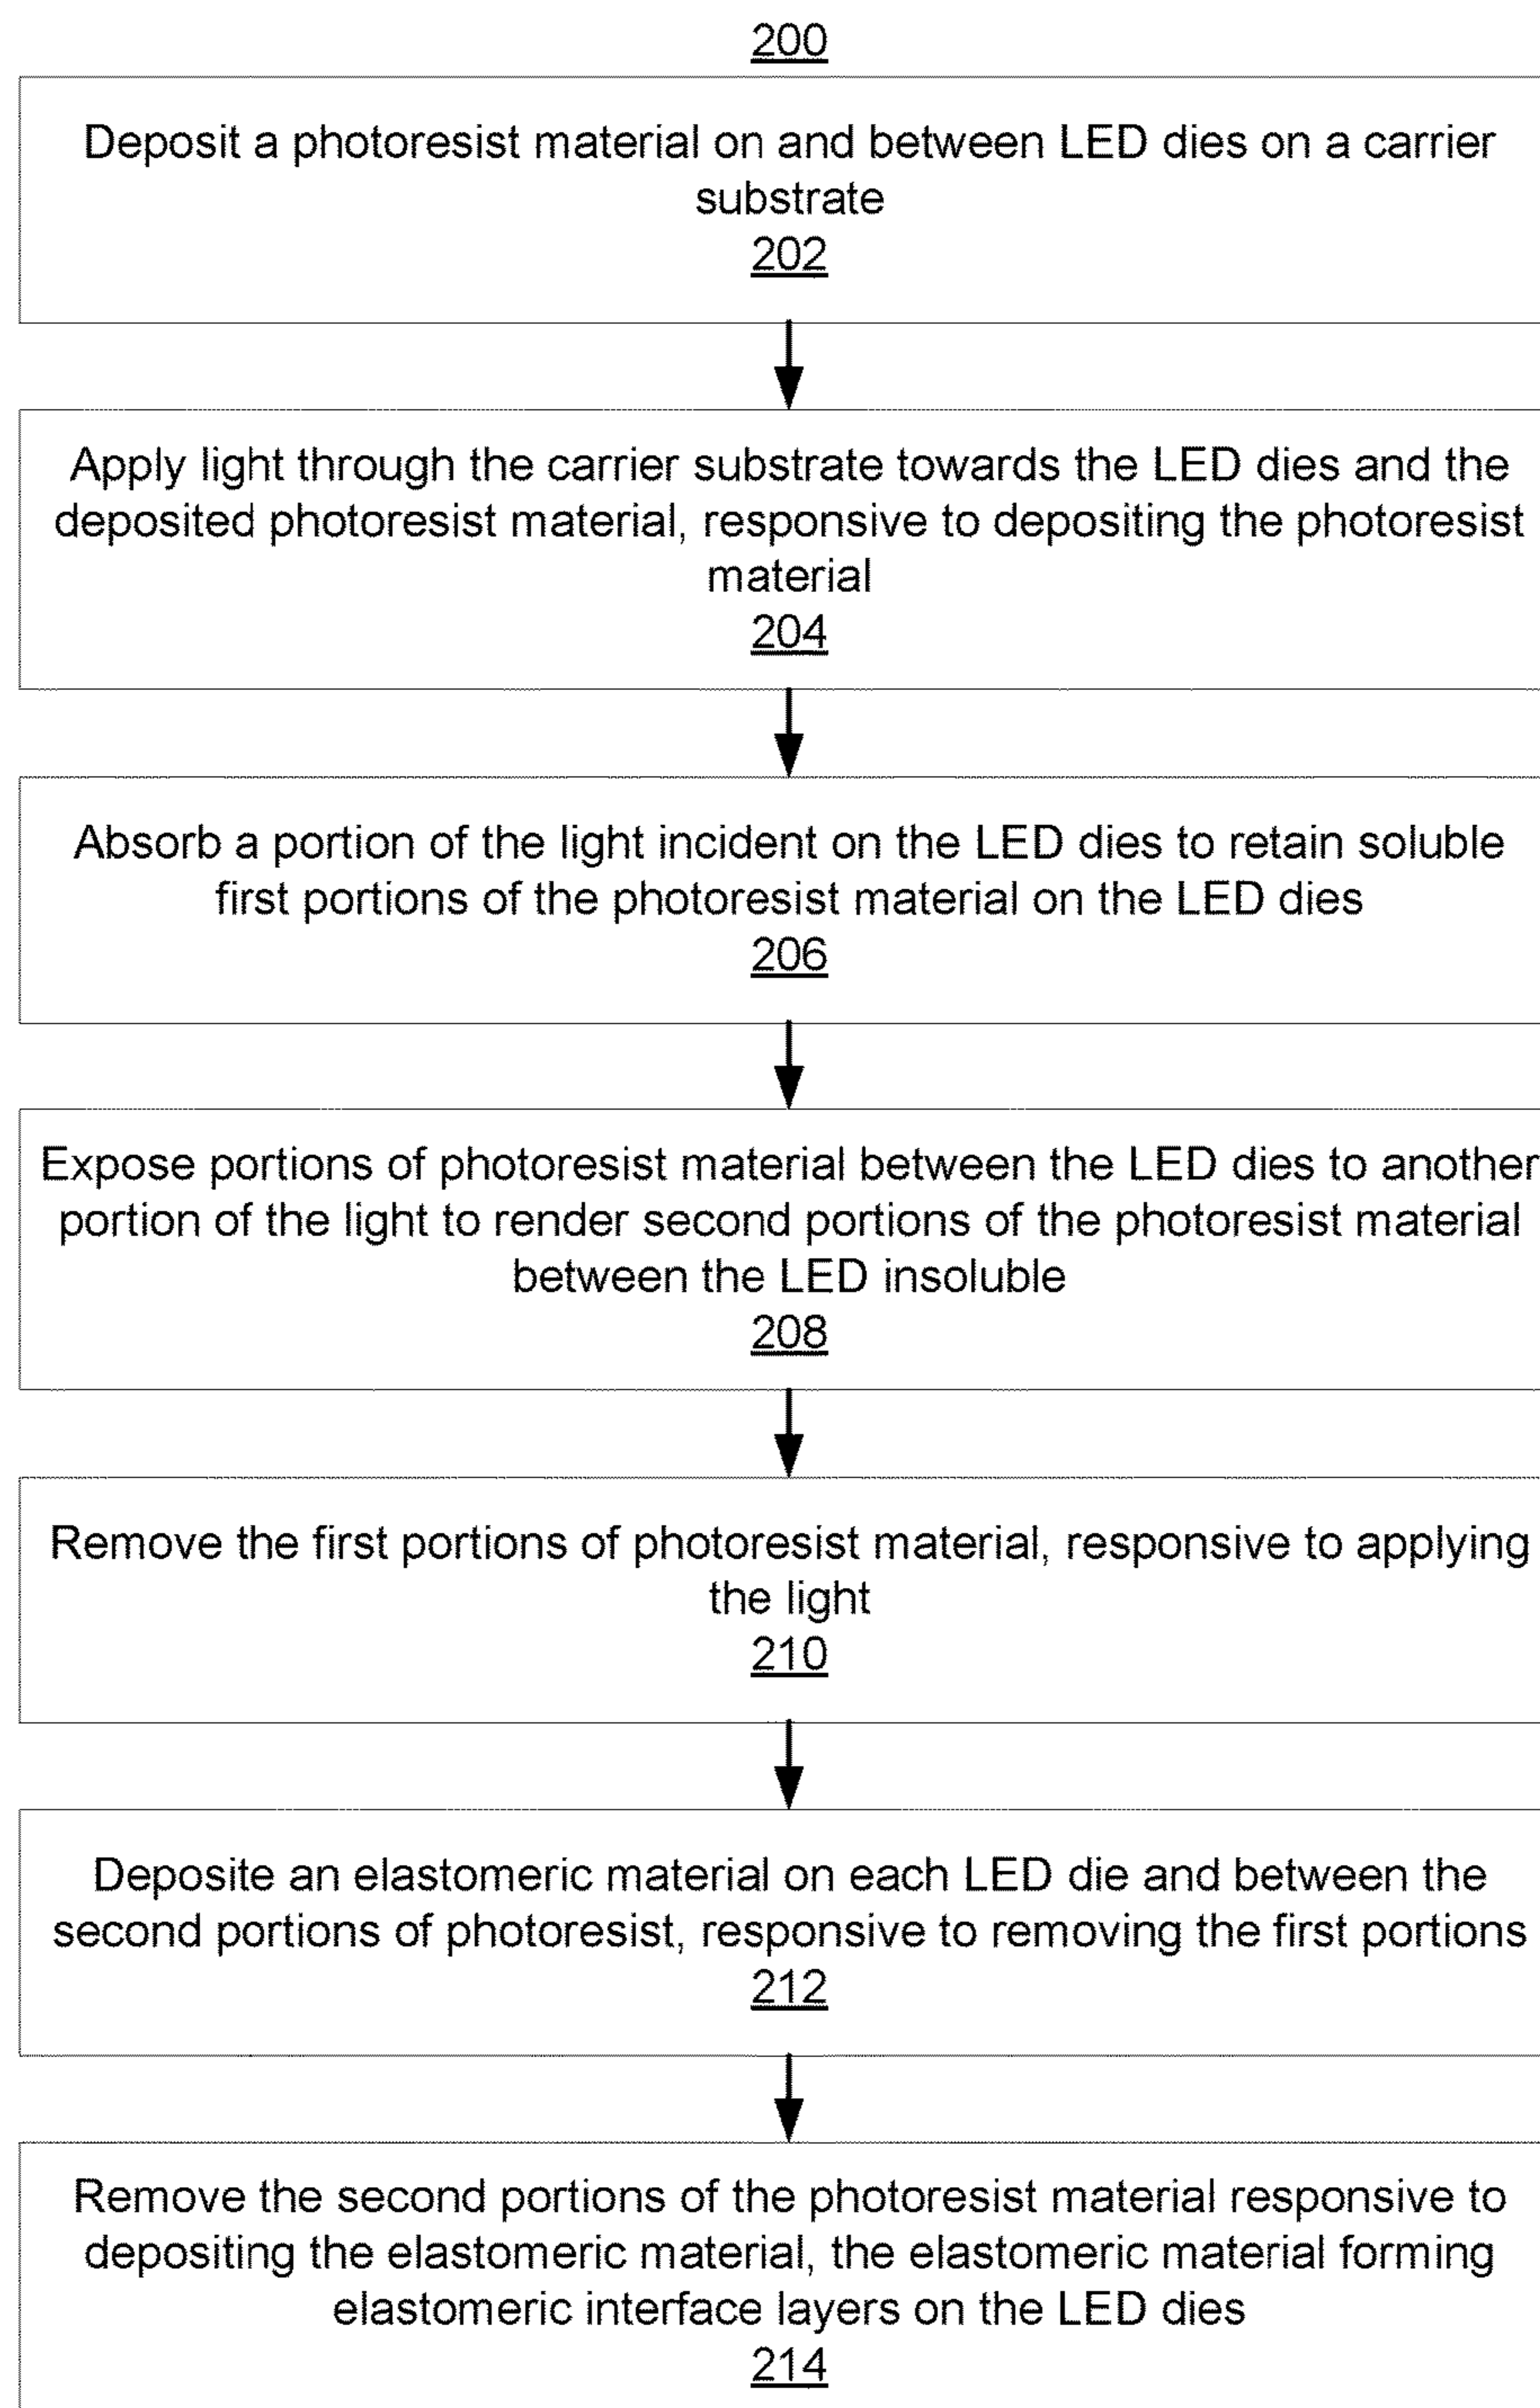 200
Deposit a photoresist material on and between LED dies on a carrier
substrate
202
Apply light through the carrier substrate towards the LED dies and the
deposited photoresist material, responsive to depositing the photoresist
material
204
Absorb a portion of the light incident on the LED dies to retain soluble
first portions of the photoresist material on the LED dies
206
Expose portions of photoresist material between the LED dies to another
portion of the light to render second portions of the photoresist material
between the LED insoluble
208
Remove the first portions of photoresist material, responsive to applying
the light
210
Deposite an elastomeric material on each LED die and between the
second portions of photoresist, responsive to removing the first portions
212
Remove the second portions of the photoresist material responsive to
depositing the elastomeric material, the elastomeric material forming
elastomeric interface layers on the LED dies
214